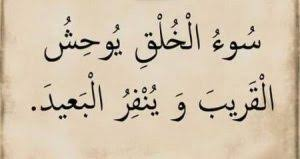 سُوءُ الْخُلْقِ يُوحِشُ
الْقَرِيبَ وَ يُنْفِرُ الْبَعِيدَ.